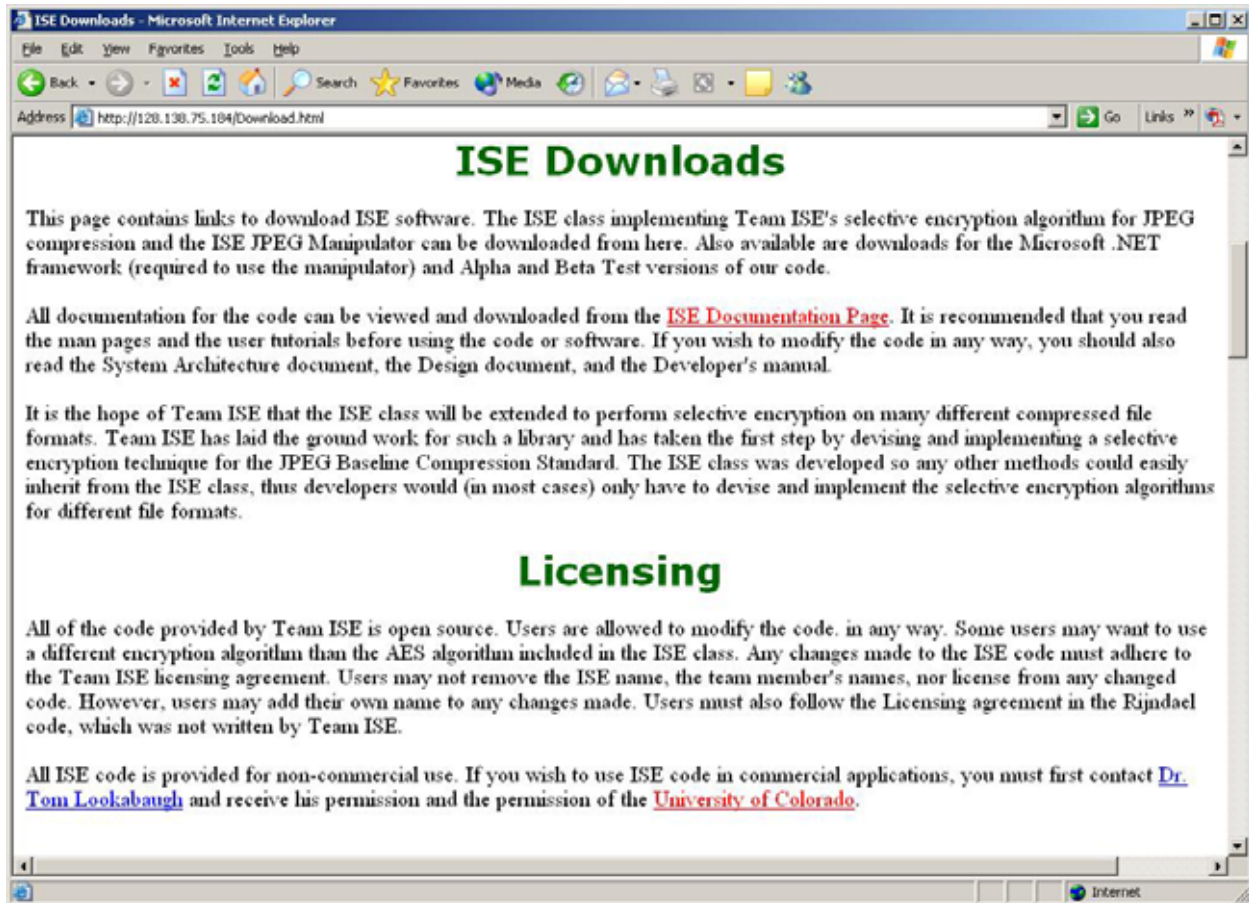 ISE Downloads - Microsoft Internet Explorer
File Edit View Favorites Tools Help
Back Search Favorites Media
Address http://128.138.75.184/Download.html Go Links »
ISE Downloads
This page contains links to download ISE software. The ISE class implementing Team ISE's selective encryption algorithm for JPEG
compression and the ISE JPEG Manipulator can be downloaded from here. Also available are downloads for the Microsoft .NET
framework (required to use the manipulator) and Alpha and Beta Test versions of our code.
All documentation for the code can be viewed and downloaded from the ISE Documentation Page. It is recommended that you read
the man pages and the user tutorials before using the code or software. If you wish to modify the code in any way, you should also
read the System Architecture document, the Design document, and the Developer's manual.
It is the hope of Team ISE that the ISE class will be extended to perform selective encryption on many different compressed file
formats. Team ISE has laid the ground work for such a library and has taken the first step by devising and implementing a selective
encryption technique for the JPEG Baseline Compression Standard. The ISE class was developed so any other methods could easily
inherit from the ISE class, thus developers would (in most cases) only have to devise and implement the selective encryption algorithms
for different file formats.
Licensing
All of the code provided by Team ISE is open source. Users are allowed to modify the code. in any way. Some users may want to use
a different encryption algorithm than the AES algorithm included in the ISE class. Any changes made to the ISE code must adhere to
the Team ISE licensing agreement. Users may not remove the ISE name, the team member's names, nor license from any changed
code. However, users may add their own name to any changes made. Users must also follow the Licensing agreement in the Rijndael
code, which was not written by Team ISE.
All ISE code is provided for non-commercial use. If you wish to use ISE code in commercial applications, you must first contact Dr.
Tom Lookabaugh and receive his permission and the permission of the University of Colorado.
Internet